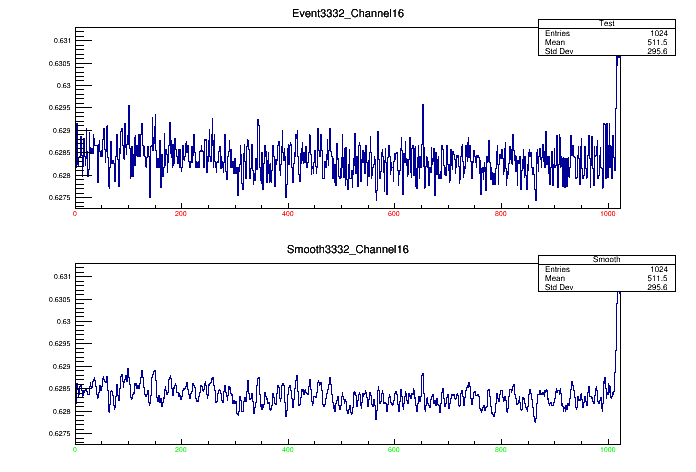 Event3332_Channel16
Test
Entries 1024
Mean 511.5
Std Dev 295.6
0.631
0.6305
0.63
0.6295
0.629
0.6285
0.628
0.6275
0 200 400 600 800 1000
Smooth3332_Channel16
Smooth
Entries 1024
Mean 511.5
Std Dev 295.6
0.631
0.6305
0.63
0.6295
0.629
0.6285
0.628
0.6275
0 200 400 600 800 1000